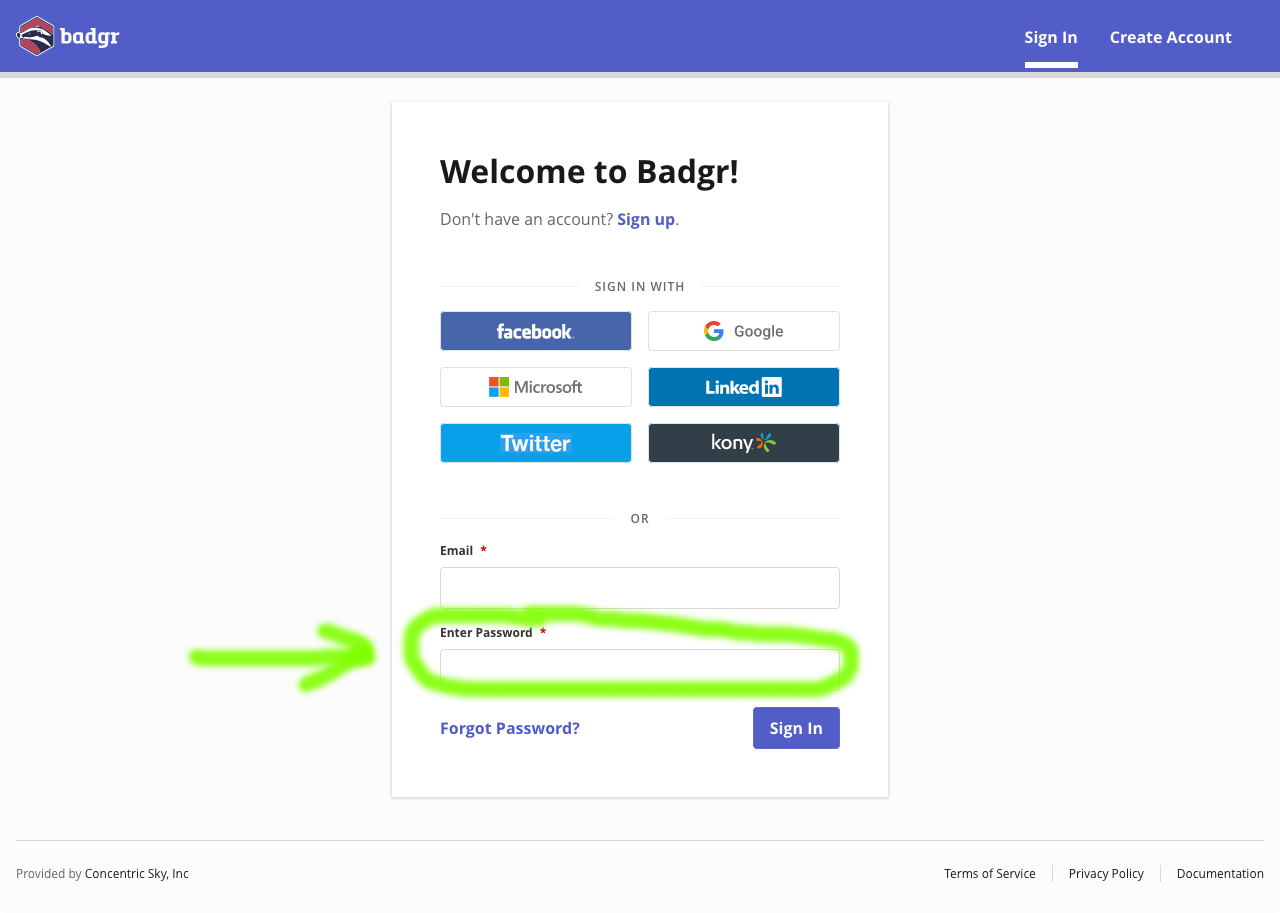 badgr
Sign In
Create Account
Welcome to Badgr!
Don't have an account? Sign up.
SIGN IN WITH
facebook.
Google
Microsoft
Linked in
Twitter
kony
OR
Email *
Enter Password *
Forgot Password?
Sign In
Provided by Concentric Sky, Inc
Terms of Service
Privacy Policy
Documentation